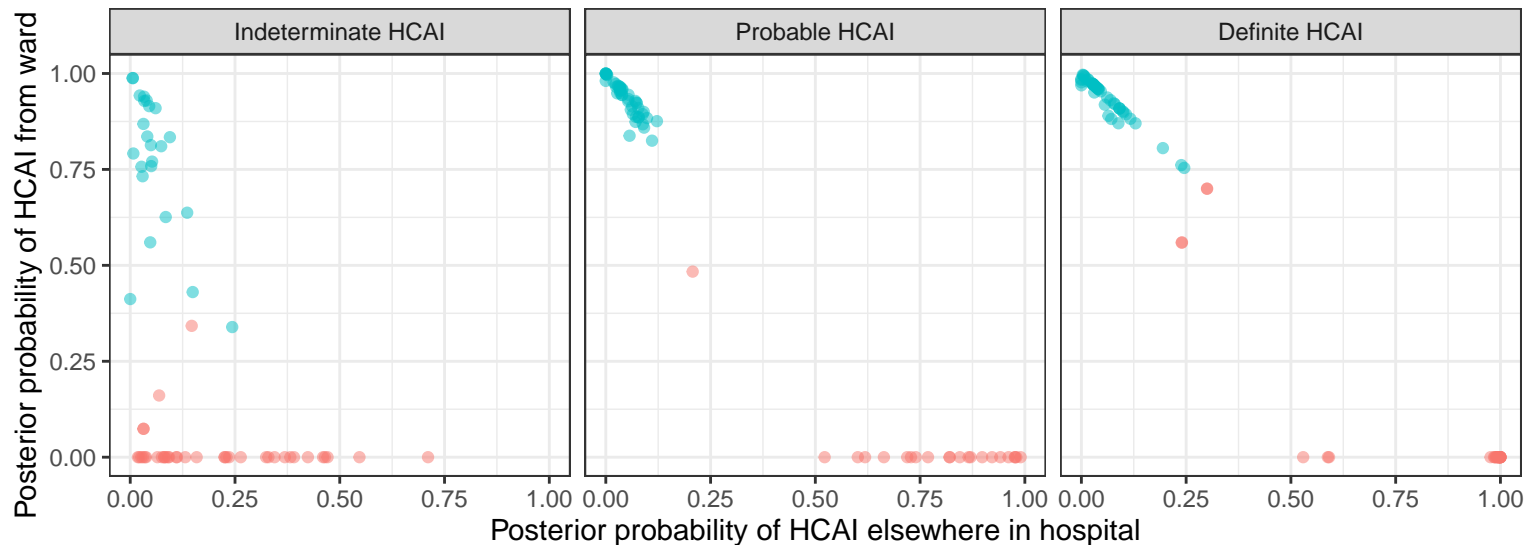 Indeterminate HCAI
Probable HCAI
Definite HCAI
Posterior probability of HCAI from ward
1.00
0.75
0.50
0.25
0.00
0.00 0.25 0.50 0.75 1.00
0.00 0.25 0.50 0.75 1.00
0.00 0.25 0.50 0.75 1.00
Posterior probability of HCAI elsewhere in hospital